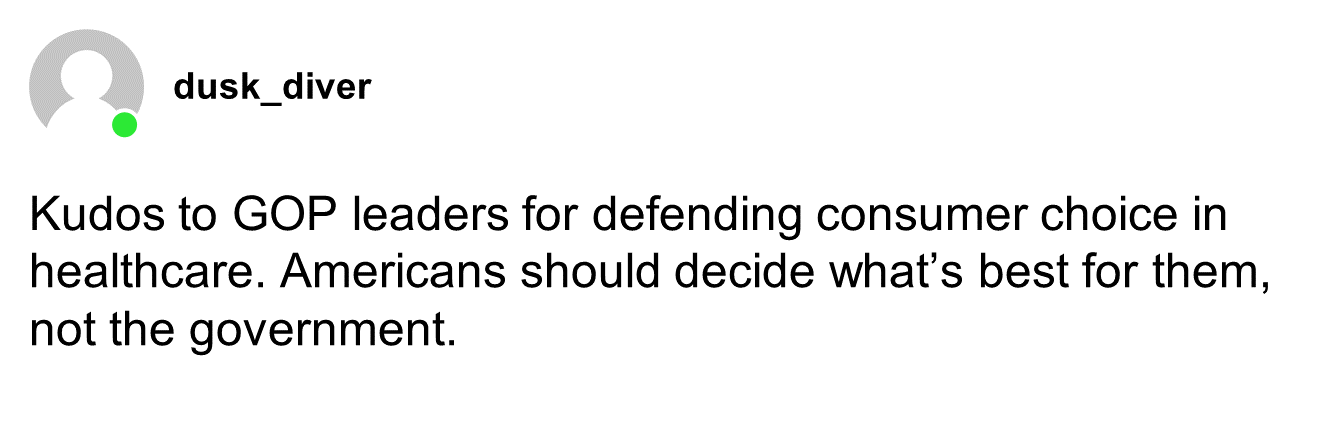 dusk_diver
Kudos to GOP leaders for defending consumer choice in
healthcare. Americans should decide what’s best for them,
not the government.